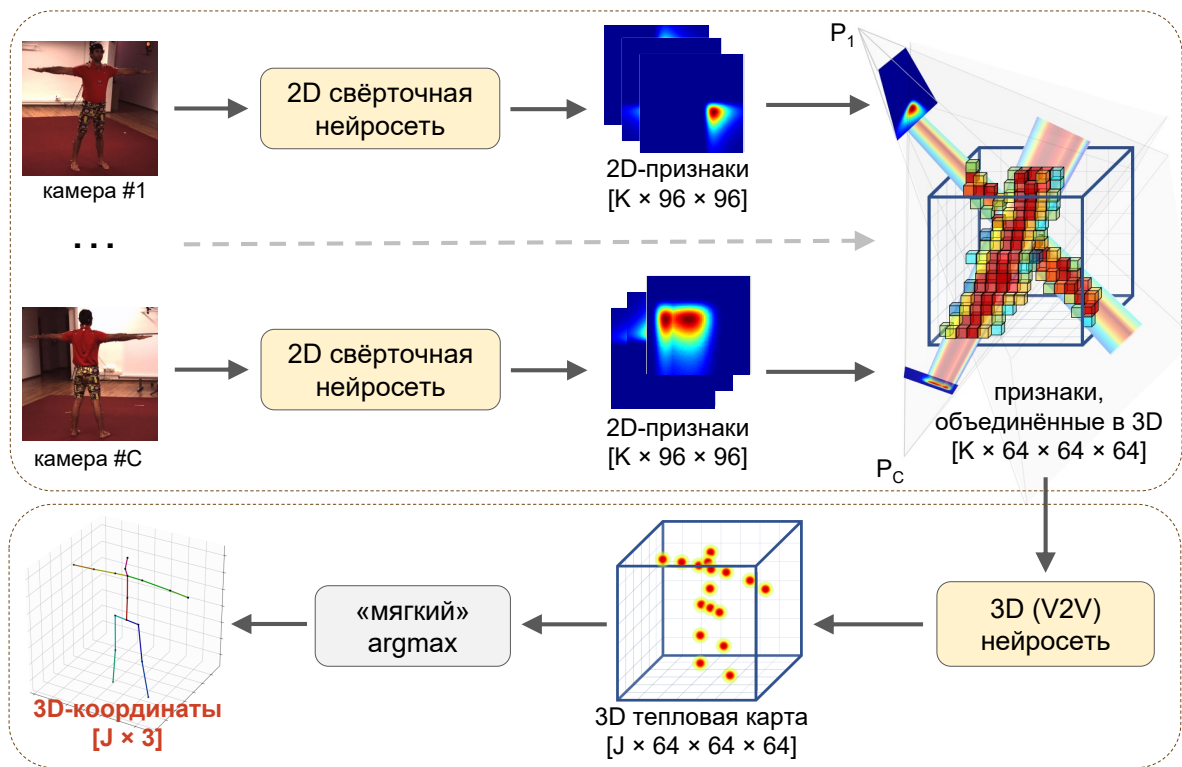 2D свёрточная
нейросеть
камера #1
2D-признаки
[K × 96 × 96]
P1
...
2D свёрточная
нейросеть
камера #C
2D-признаки
[K × 96 × 96]
PC
признаки,
объединённые в 3D
[K × 64 × 64 × 64]
3D (V2V)
нейросеть
3D тепловая карта
[J × 64 × 64 × 64]
«мягкий»
argmax
3D-координаты
[J × 3]